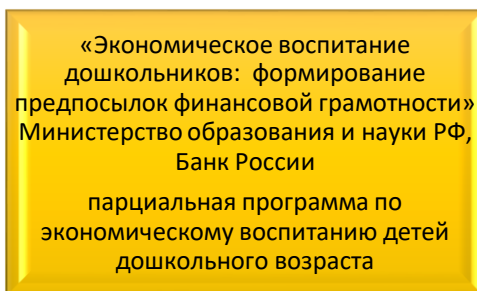 «Экономическое воспитание
дошкольников: формирование
предпосылок финансовой грамотности»
Министерство образования и науки РФ,
Банк России
парциальная программа по
экономическому воспитанию детей
дошкольного возраста